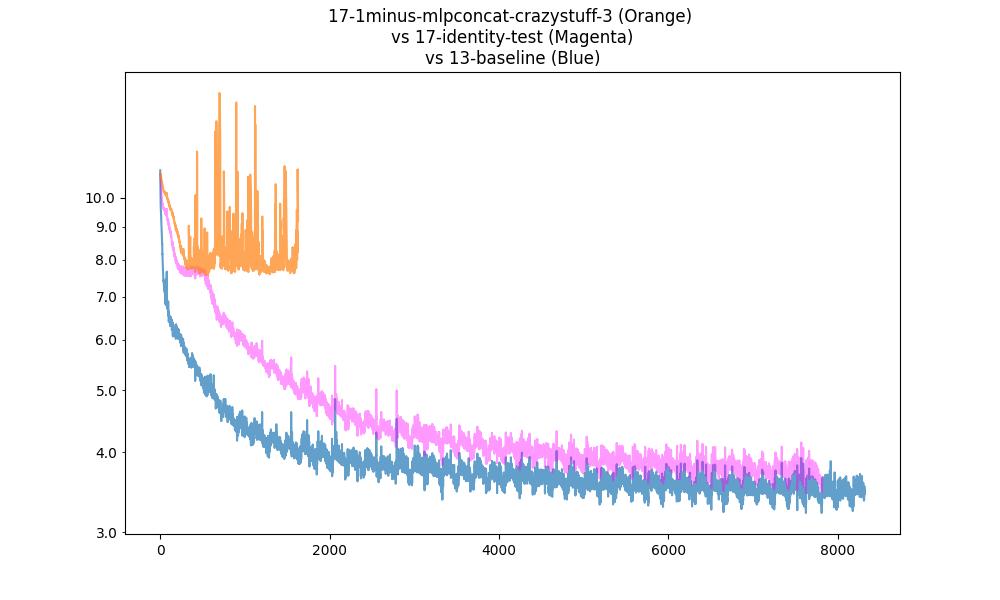 17-1minus-mlpconcat-crazystuff-3 (Orange)
vs 17-identity-test (Magenta)
vs 13-baseline (Blue)
10.0
9.0
8.0
7.0
6.0
5.0
4.0
3.0
0 2000 4000 6000 8000